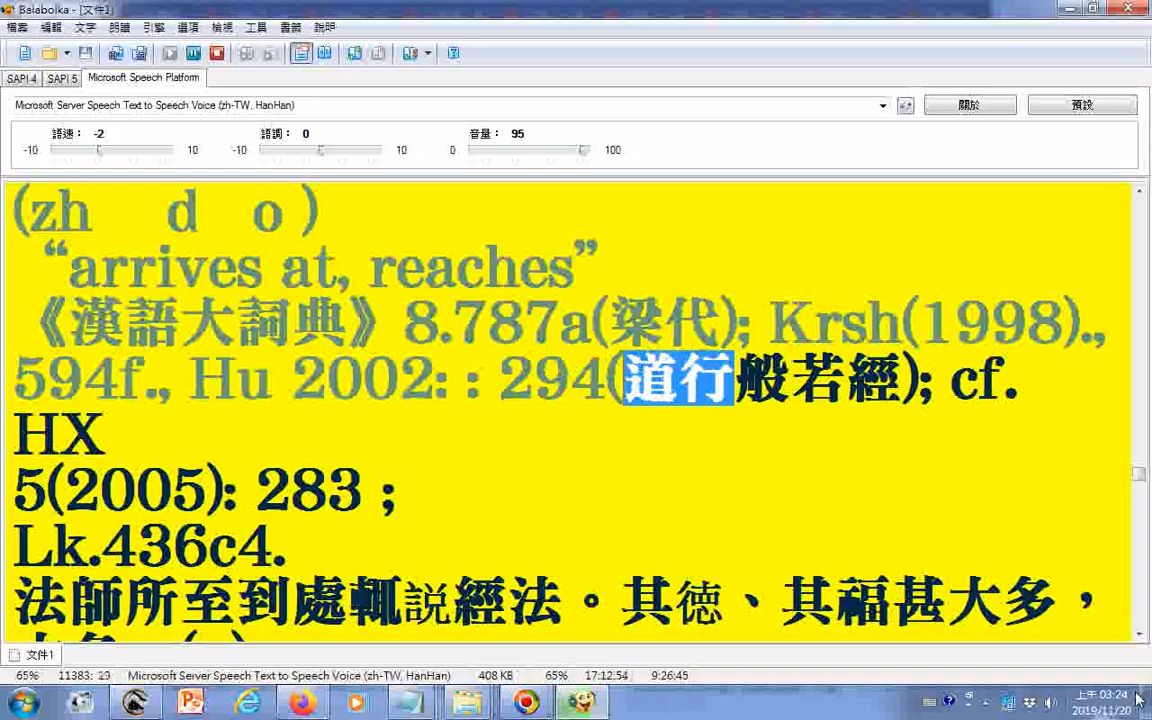 Balabolka - [文件1]
檔案 編輯 文字 朗讀 引擎 選項 檢視 工具 書籤 說明
SAPI 4 SAPI 5 Microsoft Speech Platform
Microsoft Server Speech Text to Speech Voice (zh-TW, HanHan) 關於 預設
語速： -2 語調： 0 音量： 95
-10 10 -10 10 0 100
(zh d o )
“arrives at, reaches”
《漢語大詞典》8.787a(梁代); Krsh(1998).,
594f., Hu 2002: : 294(道行般若經); cf.
HX
5(2005): 283 ;
Lk.436c4.
法師所至到處輒説經法。其徳、其福甚大多，
文件1
65% 11383: 23 Microsoft Server Speech Text to Speech Voice (zh-TW, HanHan) 408 KB 65% 17:12:54 9:26:45
上午 03:24
2019/11/20